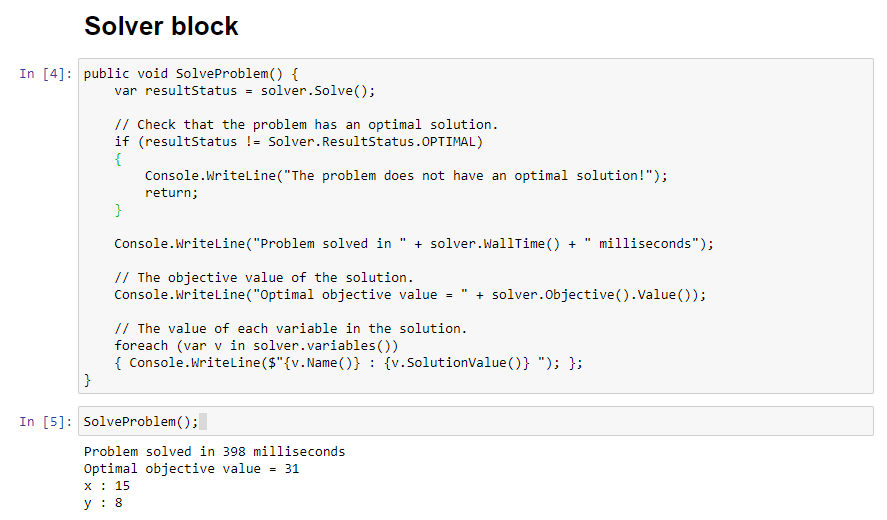 Solver block
In [4]: public void SolveProblem() {
    var resultStatus = solver.Solve();

    // Check that the problem has an optimal solution.
    if (resultStatus != Solver.ResultStatus.OPTIMAL)
    {
        Console.WriteLine("The problem does not have an optimal solution!");
        return;
    }

    Console.WriteLine("Problem solved in " + solver.WallTime() + " milliseconds");

    // The objective value of the solution.
    Console.WriteLine("Optimal objective value = " + solver.Objective().Value());

    // The value of each variable in the solution.
    foreach (var v in solver.variables())
    { Console.WriteLine($"{v.Name()} : {v.SolutionValue()} "); };
}
In [5]: SolveProblem();
Problem solved in 398 milliseconds
Optimal objective value = 31
x : 15
y : 8